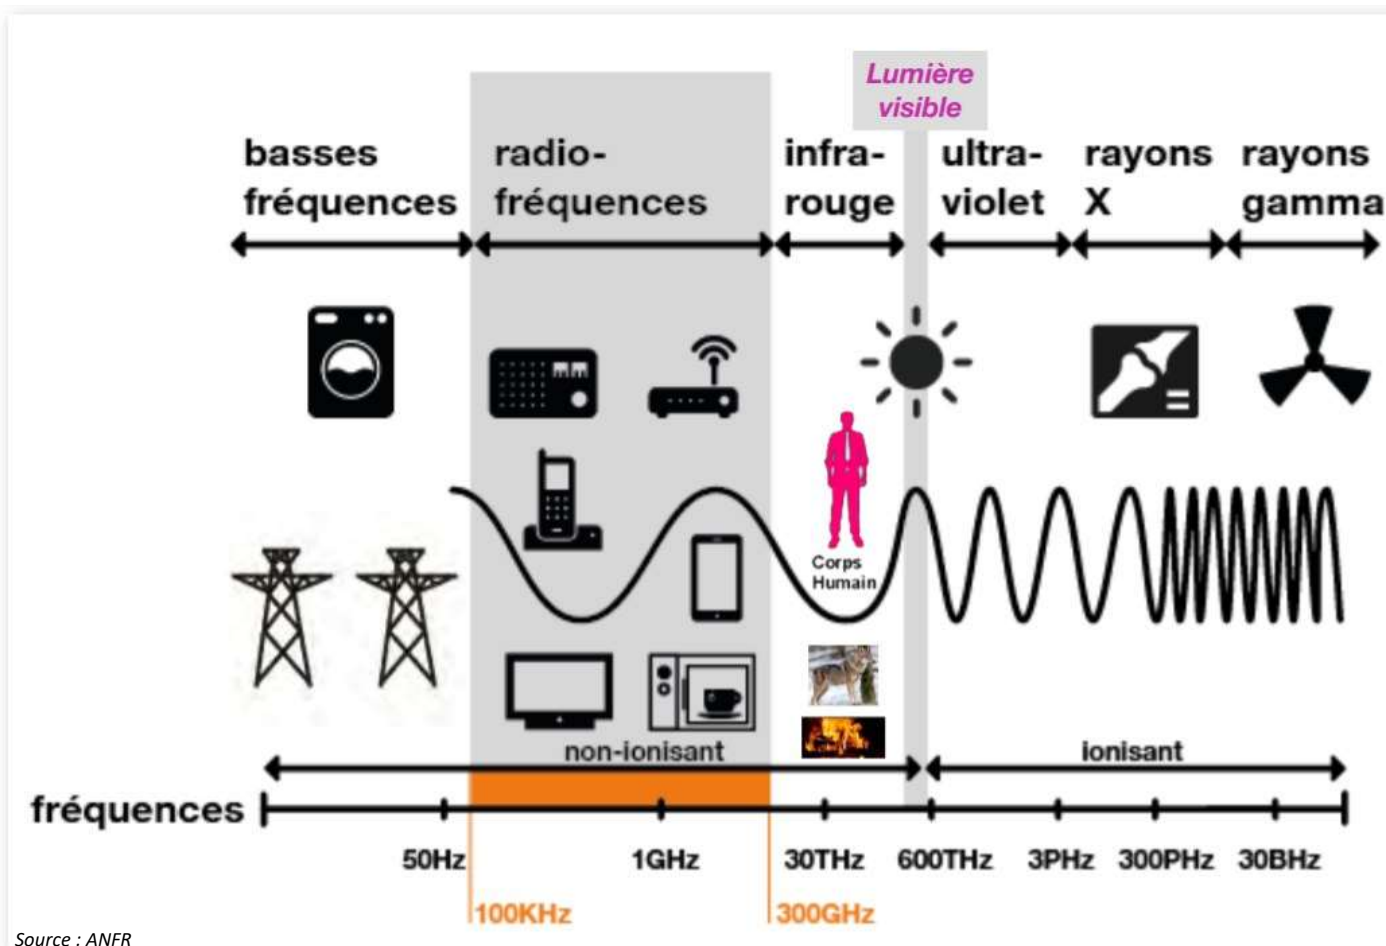 Lumière
visible
basses
fréquences
radio-
fréquences
infra-
rouge
ultra-
violet
rayons
X
rayons
gamma
Corps
Humain
non-ionisant
ionisant
fréquences
50Hz
1GHz
30THz
600THz
3PHz
300PHz
30BHz
100KHz
300GHz
Source : ANFR